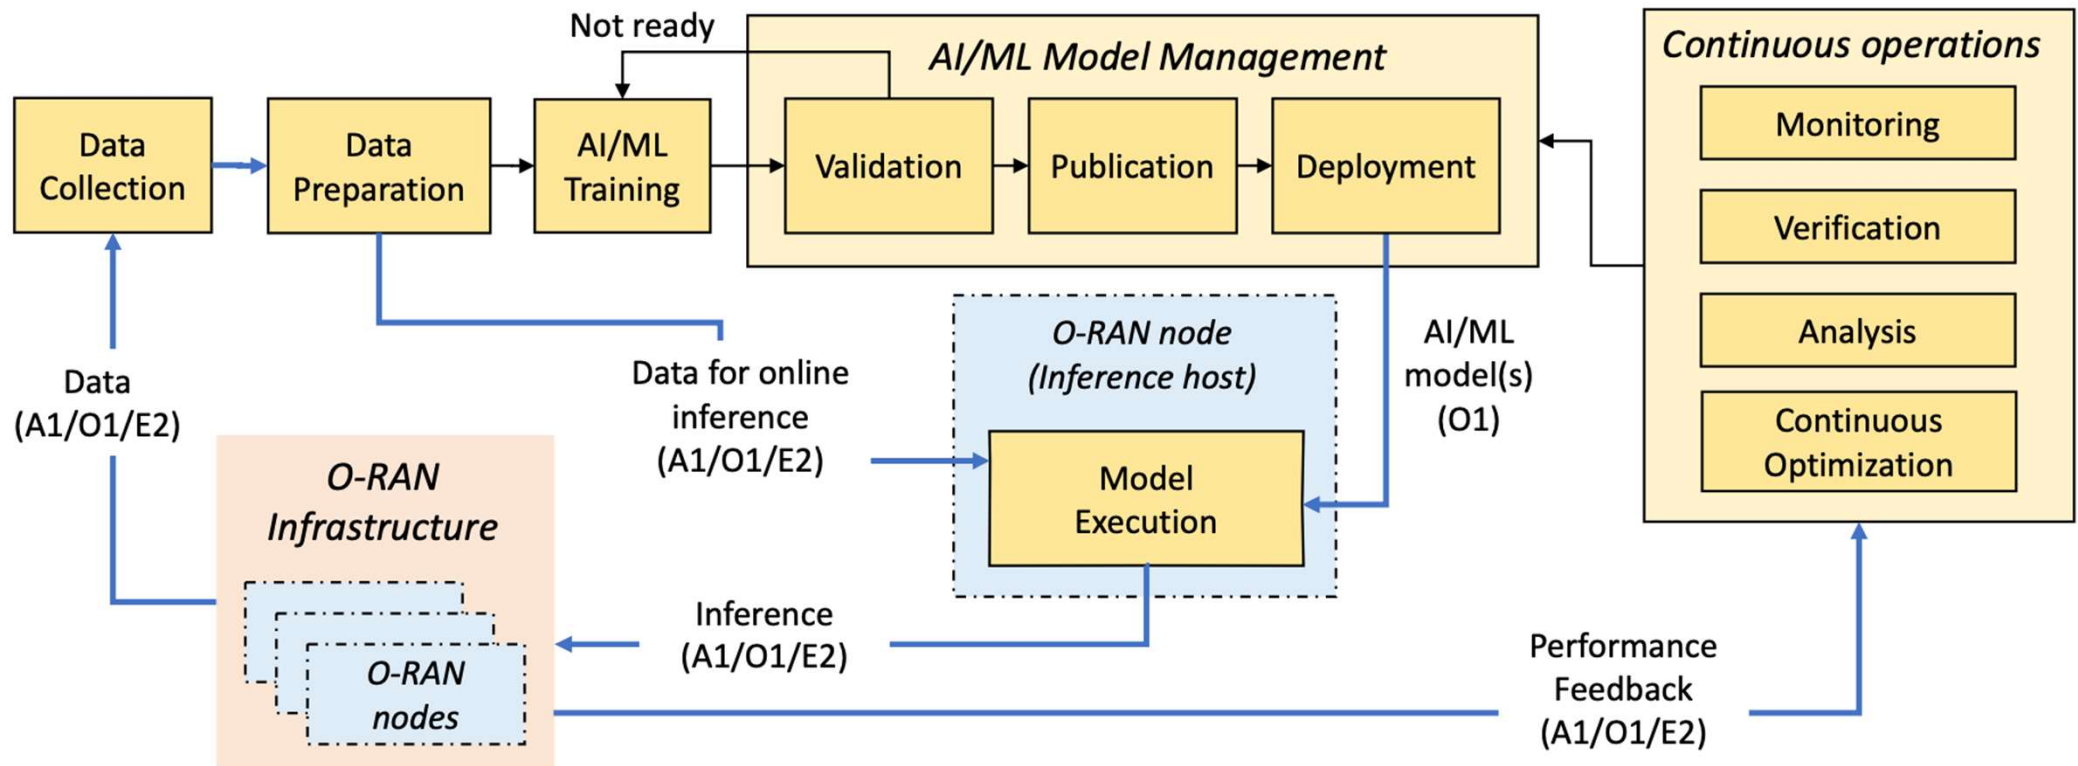 Not ready
AI/ML Model Management
Continuous operations
Data
Collection
Data
Preparation
AI/ML
Training
Validation
Publication
Deployment
Monitoring
Verification
Analysis
Continuous
Optimization
Data
(A1/O1/E2)
Data for online
inference
(A1/O1/E2)
O-RAN node
(Inference host)
Model
Execution
AI/ML
model(s)
(O1)
O-RAN
Infrastructure
O-RAN
nodes
Inference
(A1/O1/E2)
Performance
Feedback
(A1/O1/E2)